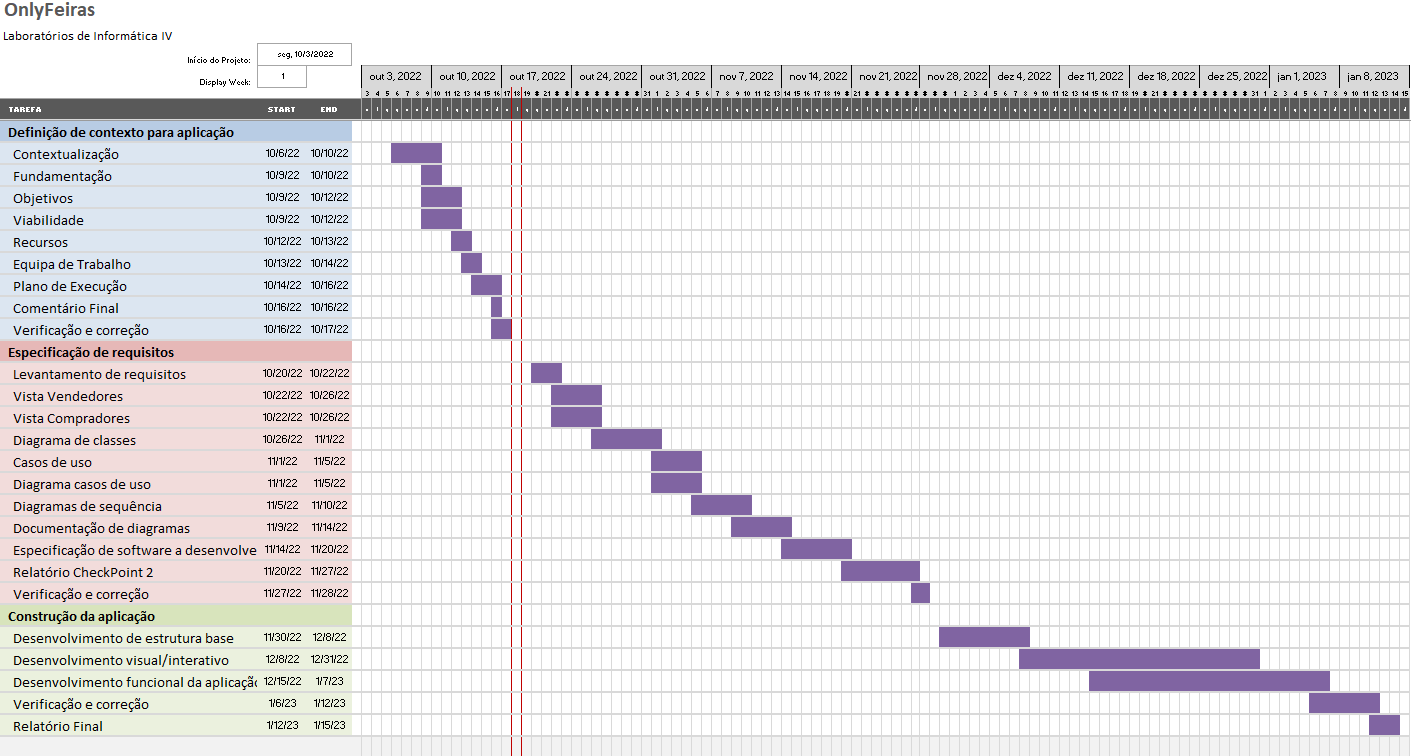 OnlyFeiras
Laboratórios de Informática IV
Início do Projeto: seg, 10/3/2022
Display Week: 1
out 3, 2022 out 10, 2022 out 17, 2022 out 24, 2022 out 31, 2022 nov 7, 2022 nov 14, 2022 nov 21, 2022 nov 28, 2022 dez 4, 2022 dez 11, 2022 dez 18, 2022 dez 25, 2022 jan 1, 2023 jan 8, 2023
TAREFA START END
Definição de contexto para aplicação
Contextualização 10/6/22 10/10/22
Fundamentação 10/9/22 10/10/22
Objetivos 10/9/22 10/12/22
Viabilidade 10/9/22 10/12/22
Recursos 10/12/22 10/13/22
Equipa de Trabalho 10/13/22 10/14/22
Plano de Execução 10/14/22 10/16/22
Comentário Final 10/16/22 10/16/22
Verificação e correção 10/16/22 10/17/22
Especificação de requisitos
Levantamento de requisitos 10/20/22 10/22/22
Vista Vendedores 10/22/22 10/26/22
Vista Compradores 10/22/22 10/26/22
Diagrama de classes 10/26/22 11/1/22
Casos de uso 11/1/22 11/5/22
Diagrama casos de uso 11/1/22 11/5/22
Diagramas de sequência 11/5/22 11/10/22
Documentação de diagramas 11/9/22 11/14/22
Especificação de software a desenvolve 11/14/22 11/20/22
Relatório CheckPoint 2 11/20/22 11/27/22
Verificação e correção 11/27/22 11/28/22
Construção da aplicação
Desenvolvimento de estrutura base 11/30/22 12/8/22
Desenvolvimento visual/interativo 12/8/22 12/31/22
Desenvolvimento funcional da aplicação 12/15/22 1/7/23
Verificação e correção 1/6/23 1/12/23
Relatório Final 1/12/23 1/15/23